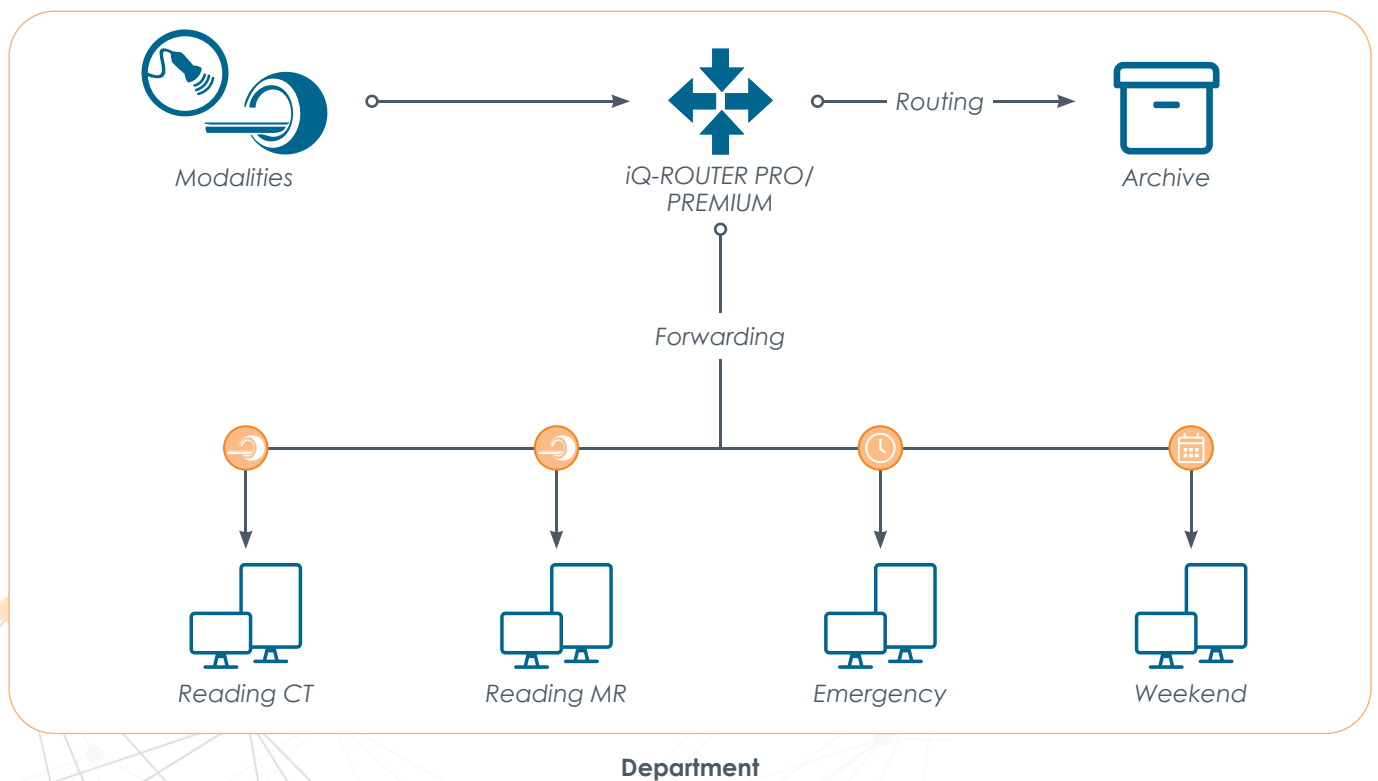 Routing
Modalities
iQ-ROUTER PRO/
PREMIUM
Archive
Forwarding
Reading CT
Reading MR
Emergency
Weekend
Department